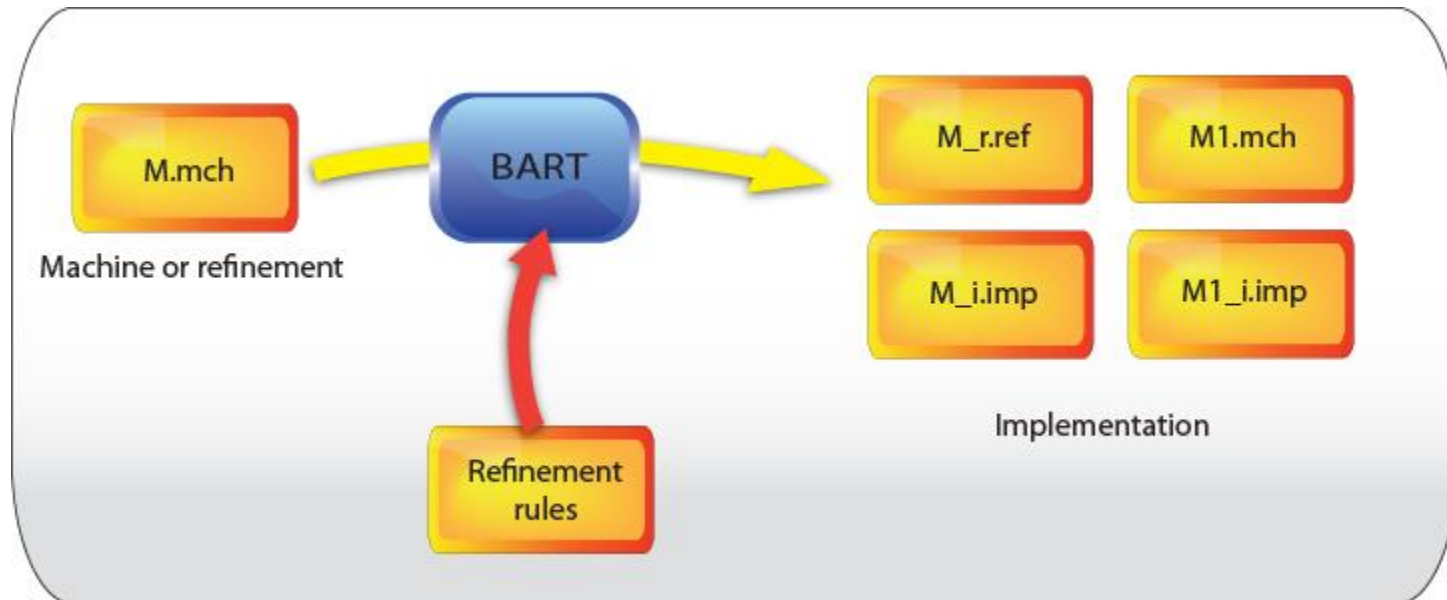 M.mch
Machine or refinement
BART
Refinement
rules
M_r.ref
M1.mch
M_i.imp
M1_i.imp
Implementation